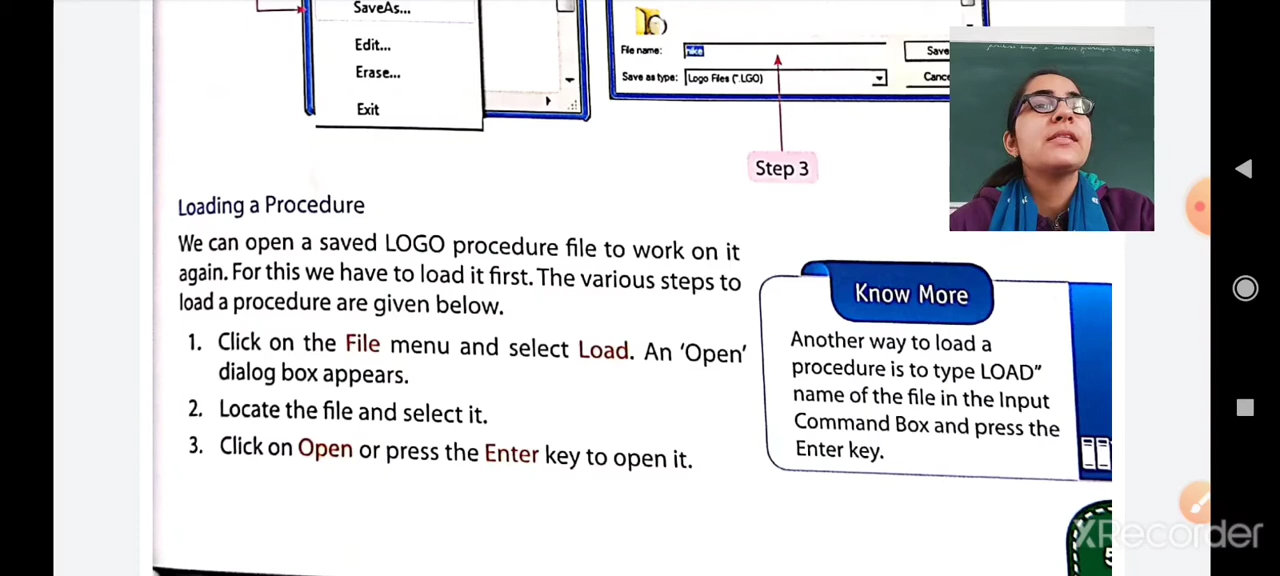 SaveAs...
Edit...
Erase...
Exit
File name:
Save
Save as type: Logo Files (*.LGO)
Canc
Step 3
Loading a Procedure
We can open a saved LOGO procedure file to work on it
again. For this we have to load it first. The various steps to
load a procedure are given below.
1. Click on the File menu and select Load. An ‘Open’
dialog box appears.
2. Locate the file and select it.
3. Click on Open or press the Enter key to open it.
Know More
Another way to load a
procedure is to type LOAD”
name of the file in the Input
Command Box and press the
Enter key.
5
XRecorder